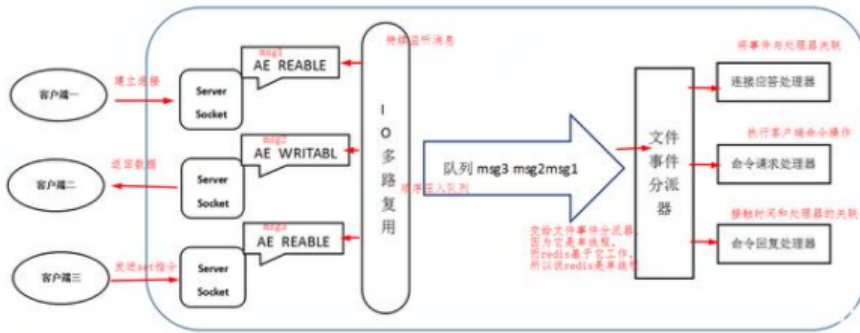 客户端一
建立连接
Server
Socket
msg1
AE REABLE
客户端二
返回数据
Server
Socket
msg2
AE WRITABL
客户端三
发送set指令
Server
Socket
msg3
AE REABLE
持续监听消息
IO多路复用
顺序压入队列
队列 msg3 msg2msg1
交给文件事件分派器,
因为它是单线程,
而redis基于它工作,
所以说redis是单线程
文件事件分派器
将事件与处理器关联
连接应答处理器
执行客户端命令操作
命令请求处理器
接触时间和处理器的关联
命令回复处理器